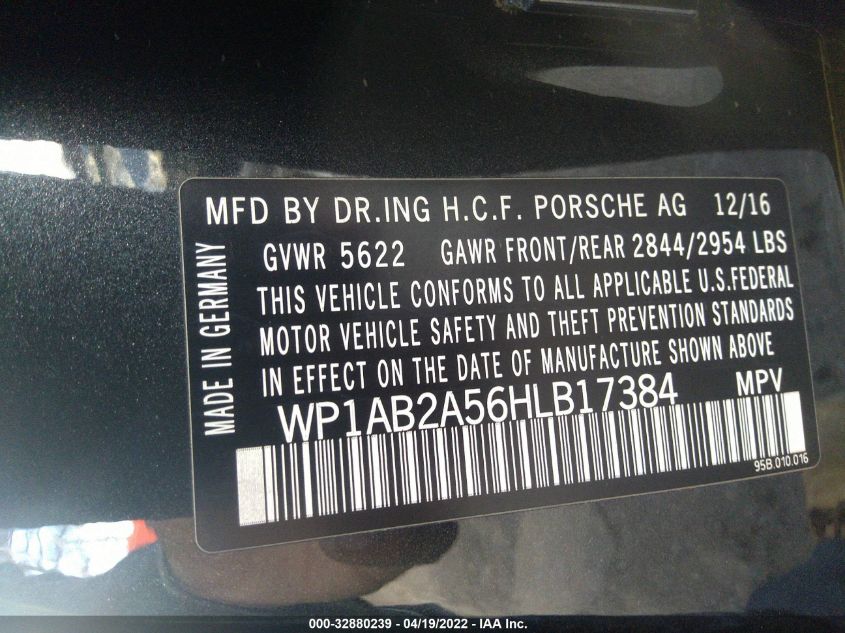 MFD BY DR.ING H.C.F. PORSCHE AG 12/16
GVWR 5622 GAWR FRONT/REAR 2844/2954 LBS
THIS VEHICLE CONFORMS TO ALL APPLICABLE U.S.FEDERAL
MOTOR VEHICLE SAFETY AND THEFT PREVENTION STANDARDS
IN EFFECT ON THE DATE OF MANUFACTURE SHOWN ABOVE
WP1AB2A56HLB17384 MPV
95B.010.016
MADE IN GERMANY
000-32880239 - 04/19/2022 - IAA Inc.